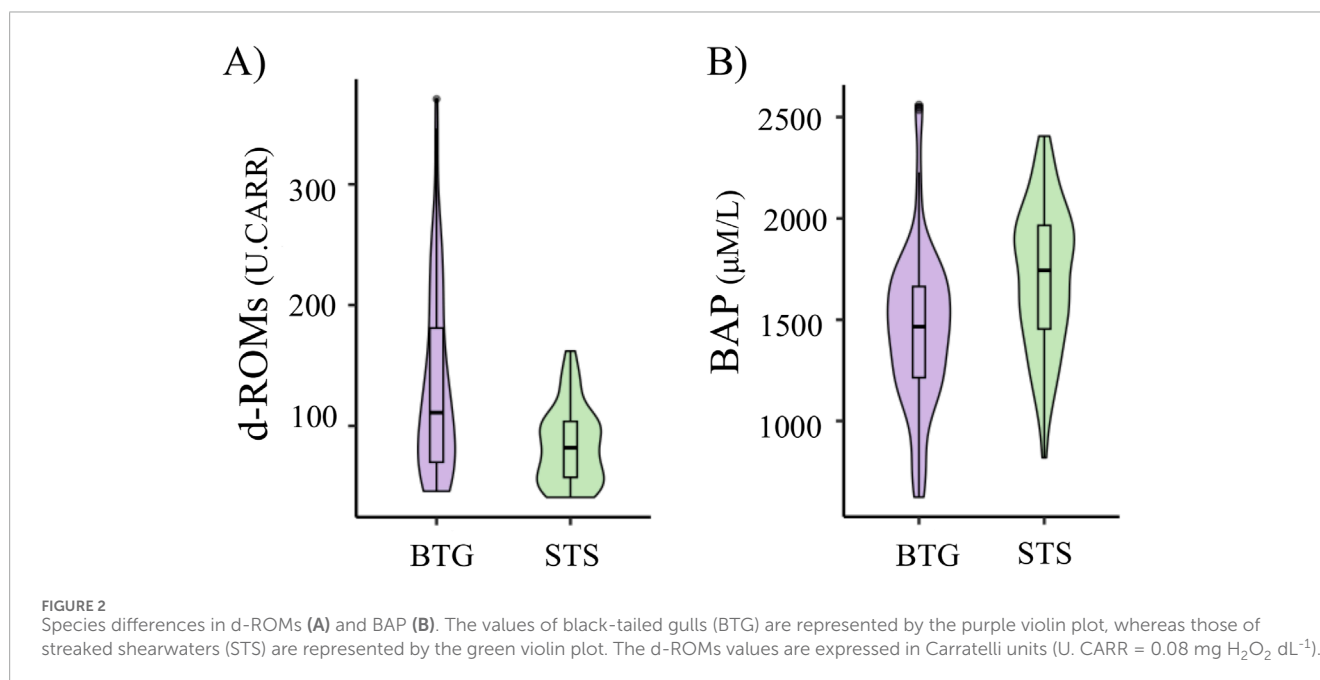 A)
d-ROMs (U.CARR)
300
200
100
BTG
STS
B)
BAP (μM/L)
2500
2000
1500
1000
BTG
STS
FIGURE 2
Species differences in d-ROMs (A) and BAP (B). The values of black-tailed gulls (BTG) are represented by the purple violin plot, whereas those of
streaked shearwaters (STS) are represented by the green violin plot. The d-ROMs values are expressed in Carratelli units (U. CARR = 0.08 mg H₂O₂ dL⁻¹).